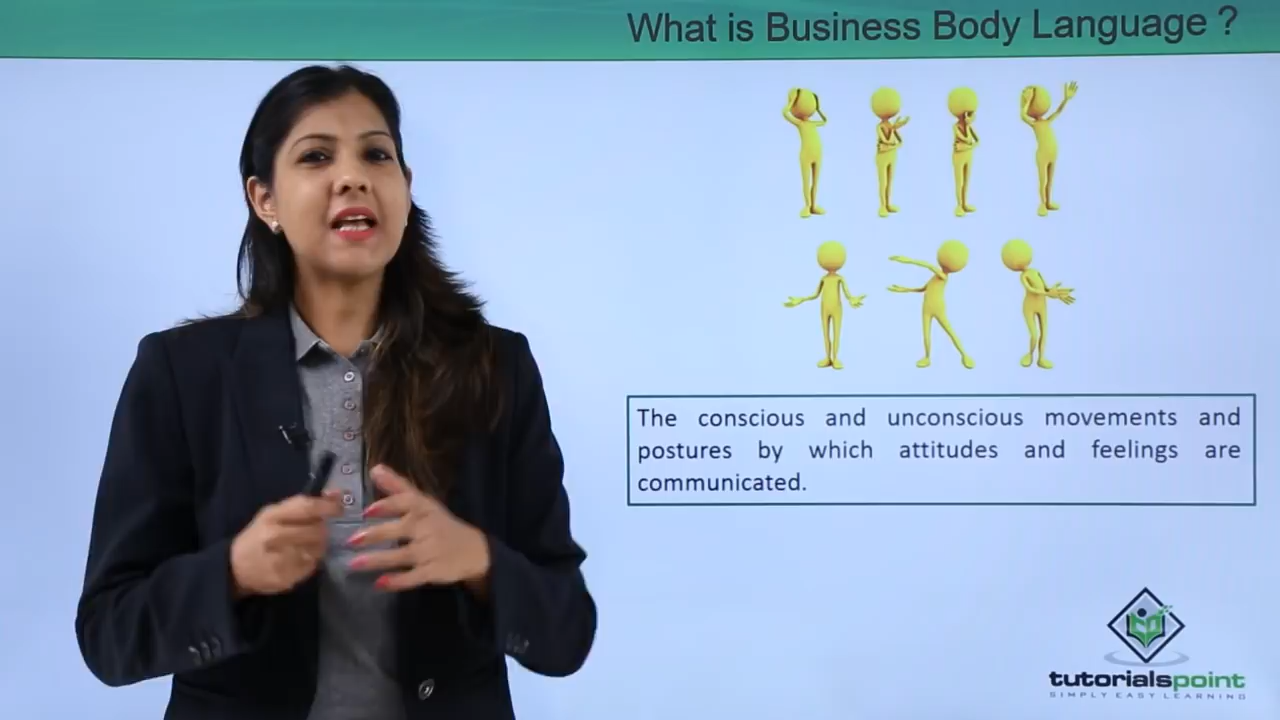 What is Business Body Language ?
The conscious and unconscious movements and
postures by which attitudes and feelings are
communicated.
tutorialspoint
SIMPLY EASY LEARNING